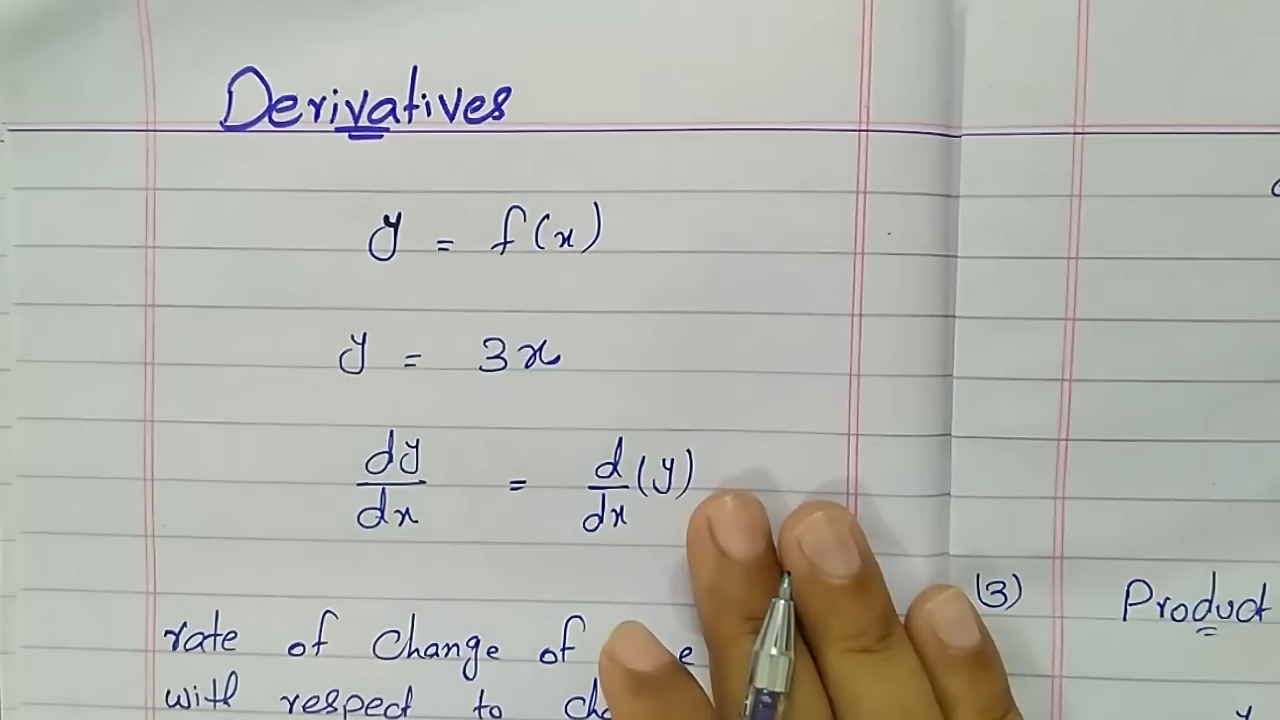 Derivatives
y = f(x)
y = 3x
dy/dx = d/dx (y)
rate of Change of
with respect to
(3) Product